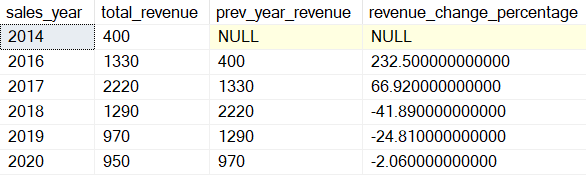 sales_year total_revenue prev_year_revenue revenue_change_percentage
2014 400 NULL NULL
2016 1330 400 232.500000000000
2017 2220 1330 66.920000000000
2018 1290 2220 -41.890000000000
2019 970 1290 -24.810000000000
2020 950 970 -2.060000000000